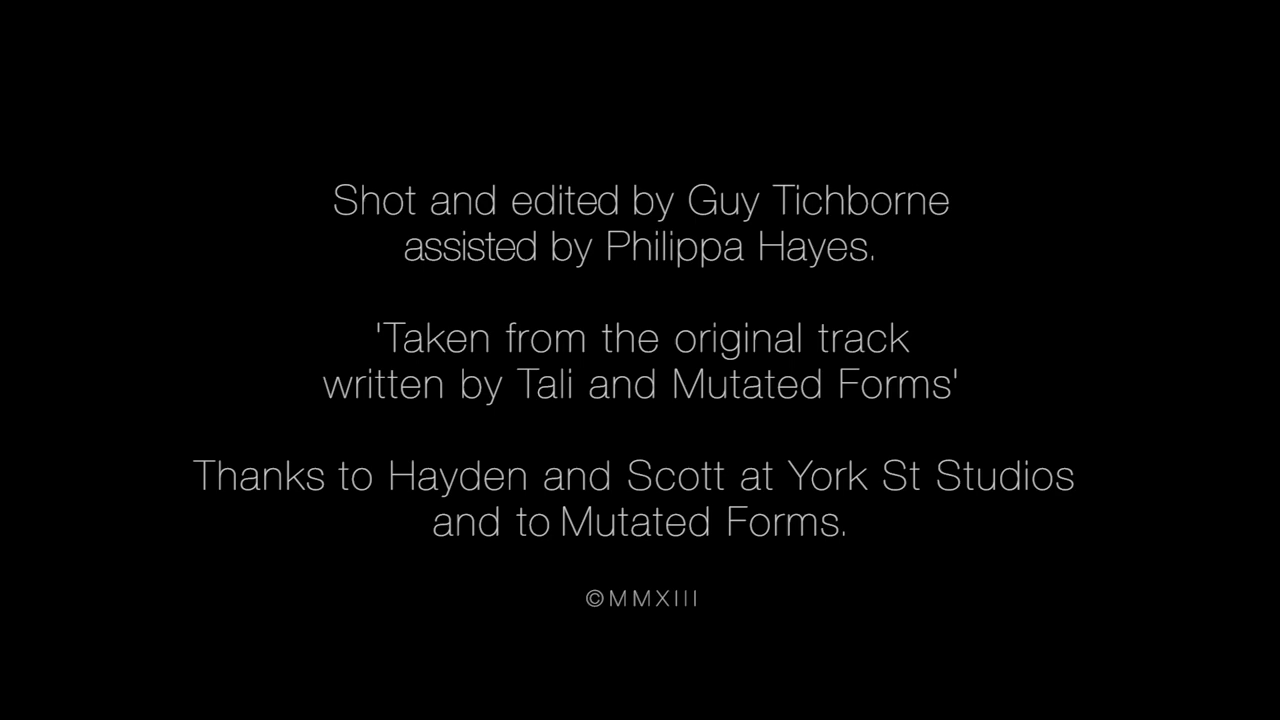 Shot and edited by Guy Tichborne
assisted by Philippa Hayes.
'Taken from the original track
written by Tali and Mutated Forms'
Thanks to Hayden and Scott at York St Studios
and to Mutated Forms.
©MMXIII